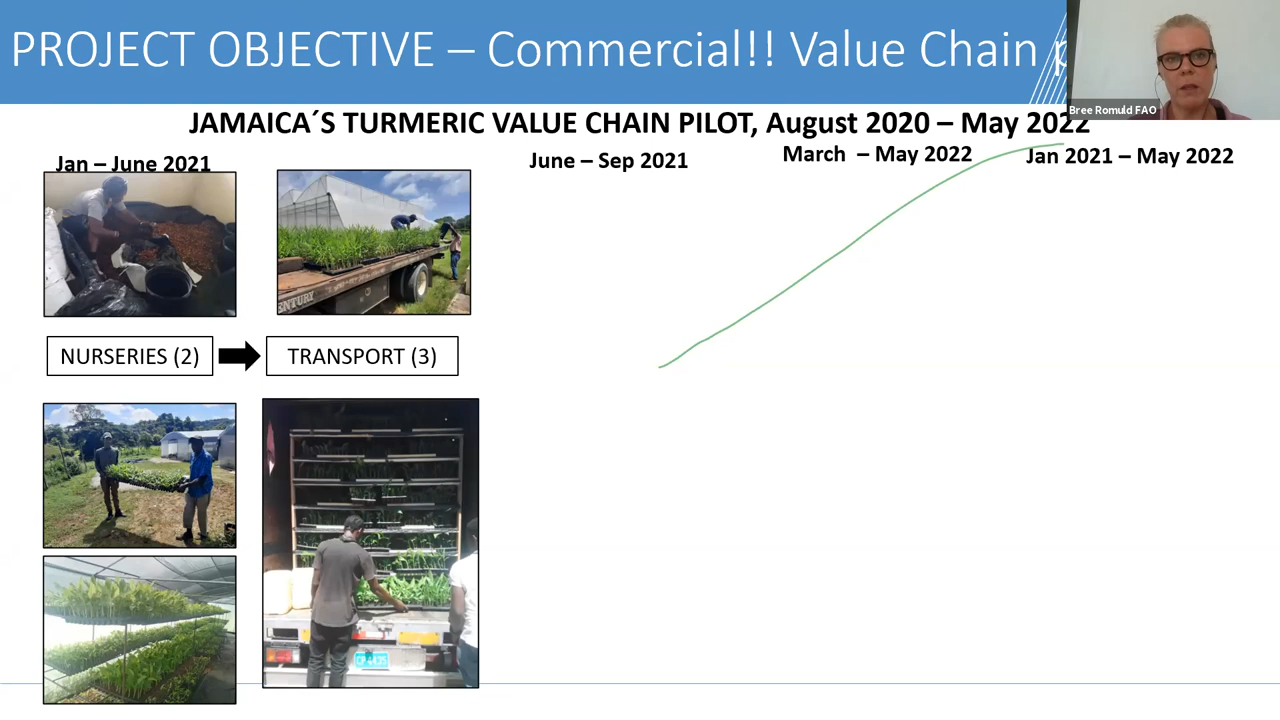 PROJECT OBJECTIVE – Commercial!! Value Chain
Bree Romuld FAO
JAMAICA´S TURMERIC VALUE CHAIN PILOT, August 2020 – May 2022
Jan – June 2021
June – Sep 2021
March – May 2022
Jan 2021 – May 2022
ENTURY
NURSERIES (2)
TRANSPORT (3)